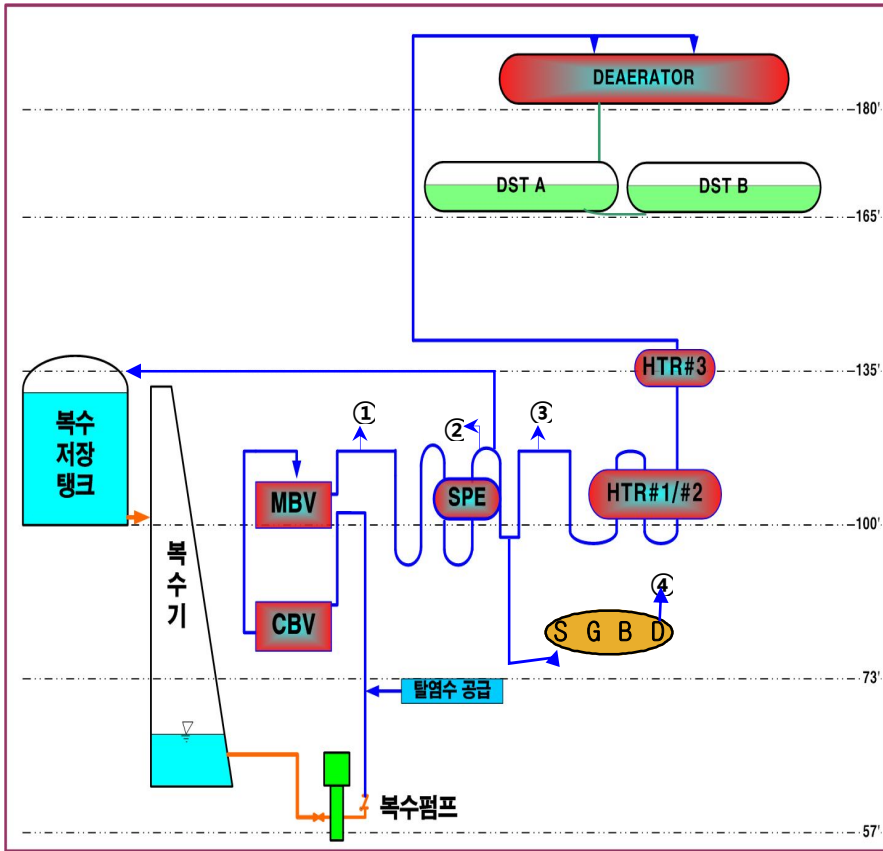 DEAERATOR
180'
DST A
DST B
165'
HTR#3
135'
복수
저장
탱크
①
②
③
MBV
SPE
HTR#1/#2
100'
복
수
기
④
CBV
S G B D
73'
탈염수 공급
복수펌프
57'